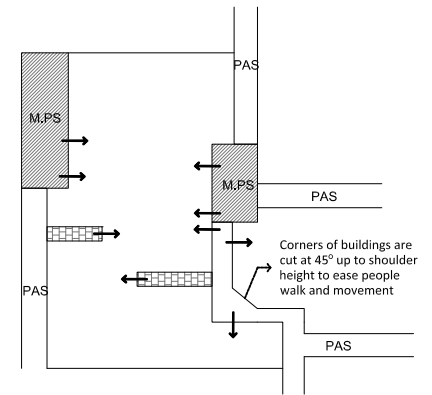 PAS
M.PS
M.PS
PAS
Corners of buildings are
cut at 45° up to shoulder
height to ease people
walk and movement
PAS
PAS